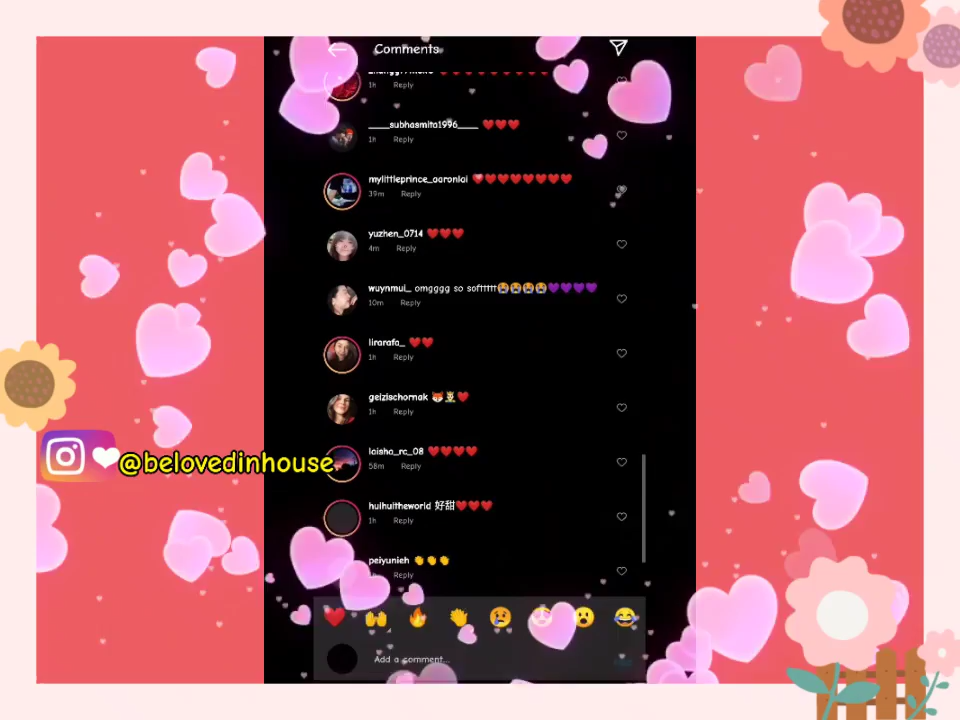 Comments
1h Reply
____subhasmita1996____ ❤️❤️❤️
1h Reply
mylittleprince_aaronlai ❤️❤️❤️❤️❤️❤️❤️❤️
39m Reply
yuzhen_0714 ❤️❤️❤️
4m Reply
wuynmui_ omgggg so softtttt😭😭😭😭💜💜💜💜
10m Reply
lirarafa_ ❤️❤️
1h Reply
geizischornak 🦊👸❤️
1h Reply
@belovedinhouse
laisha_rc_08 ❤️❤️❤️❤️
58m Reply
huihuitheworld 好甜❤️❤️❤️
1h Reply
peiyunieh 👏👏👏
Reply
Add a comment...